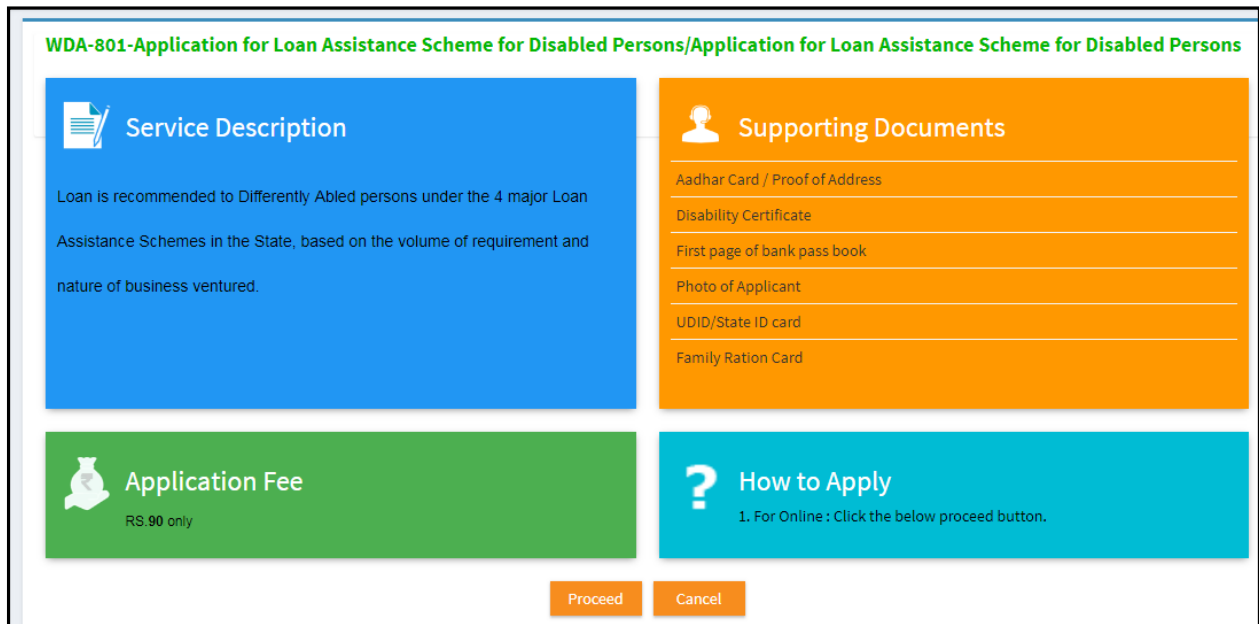 WDA-801-Application for Loan Assistance Scheme for Disabled Persons/Application for Loan Assistance Scheme for Disabled Persons
Service Description
Loan is recommended to Differently Abled persons under the 4 major Loan
Assistance Schemes in the State, based on the volume of requirement and
nature of business ventured.
Supporting Documents
Aadhar Card / Proof of Address
Disability Certificate
First page of bank pass book
Photo of Applicant
UDID/State ID card
Family Ration Card
₹
Application Fee
RS.90 only
?
How to Apply
1. For Online : Click the below proceed button.
Proceed
Cancel